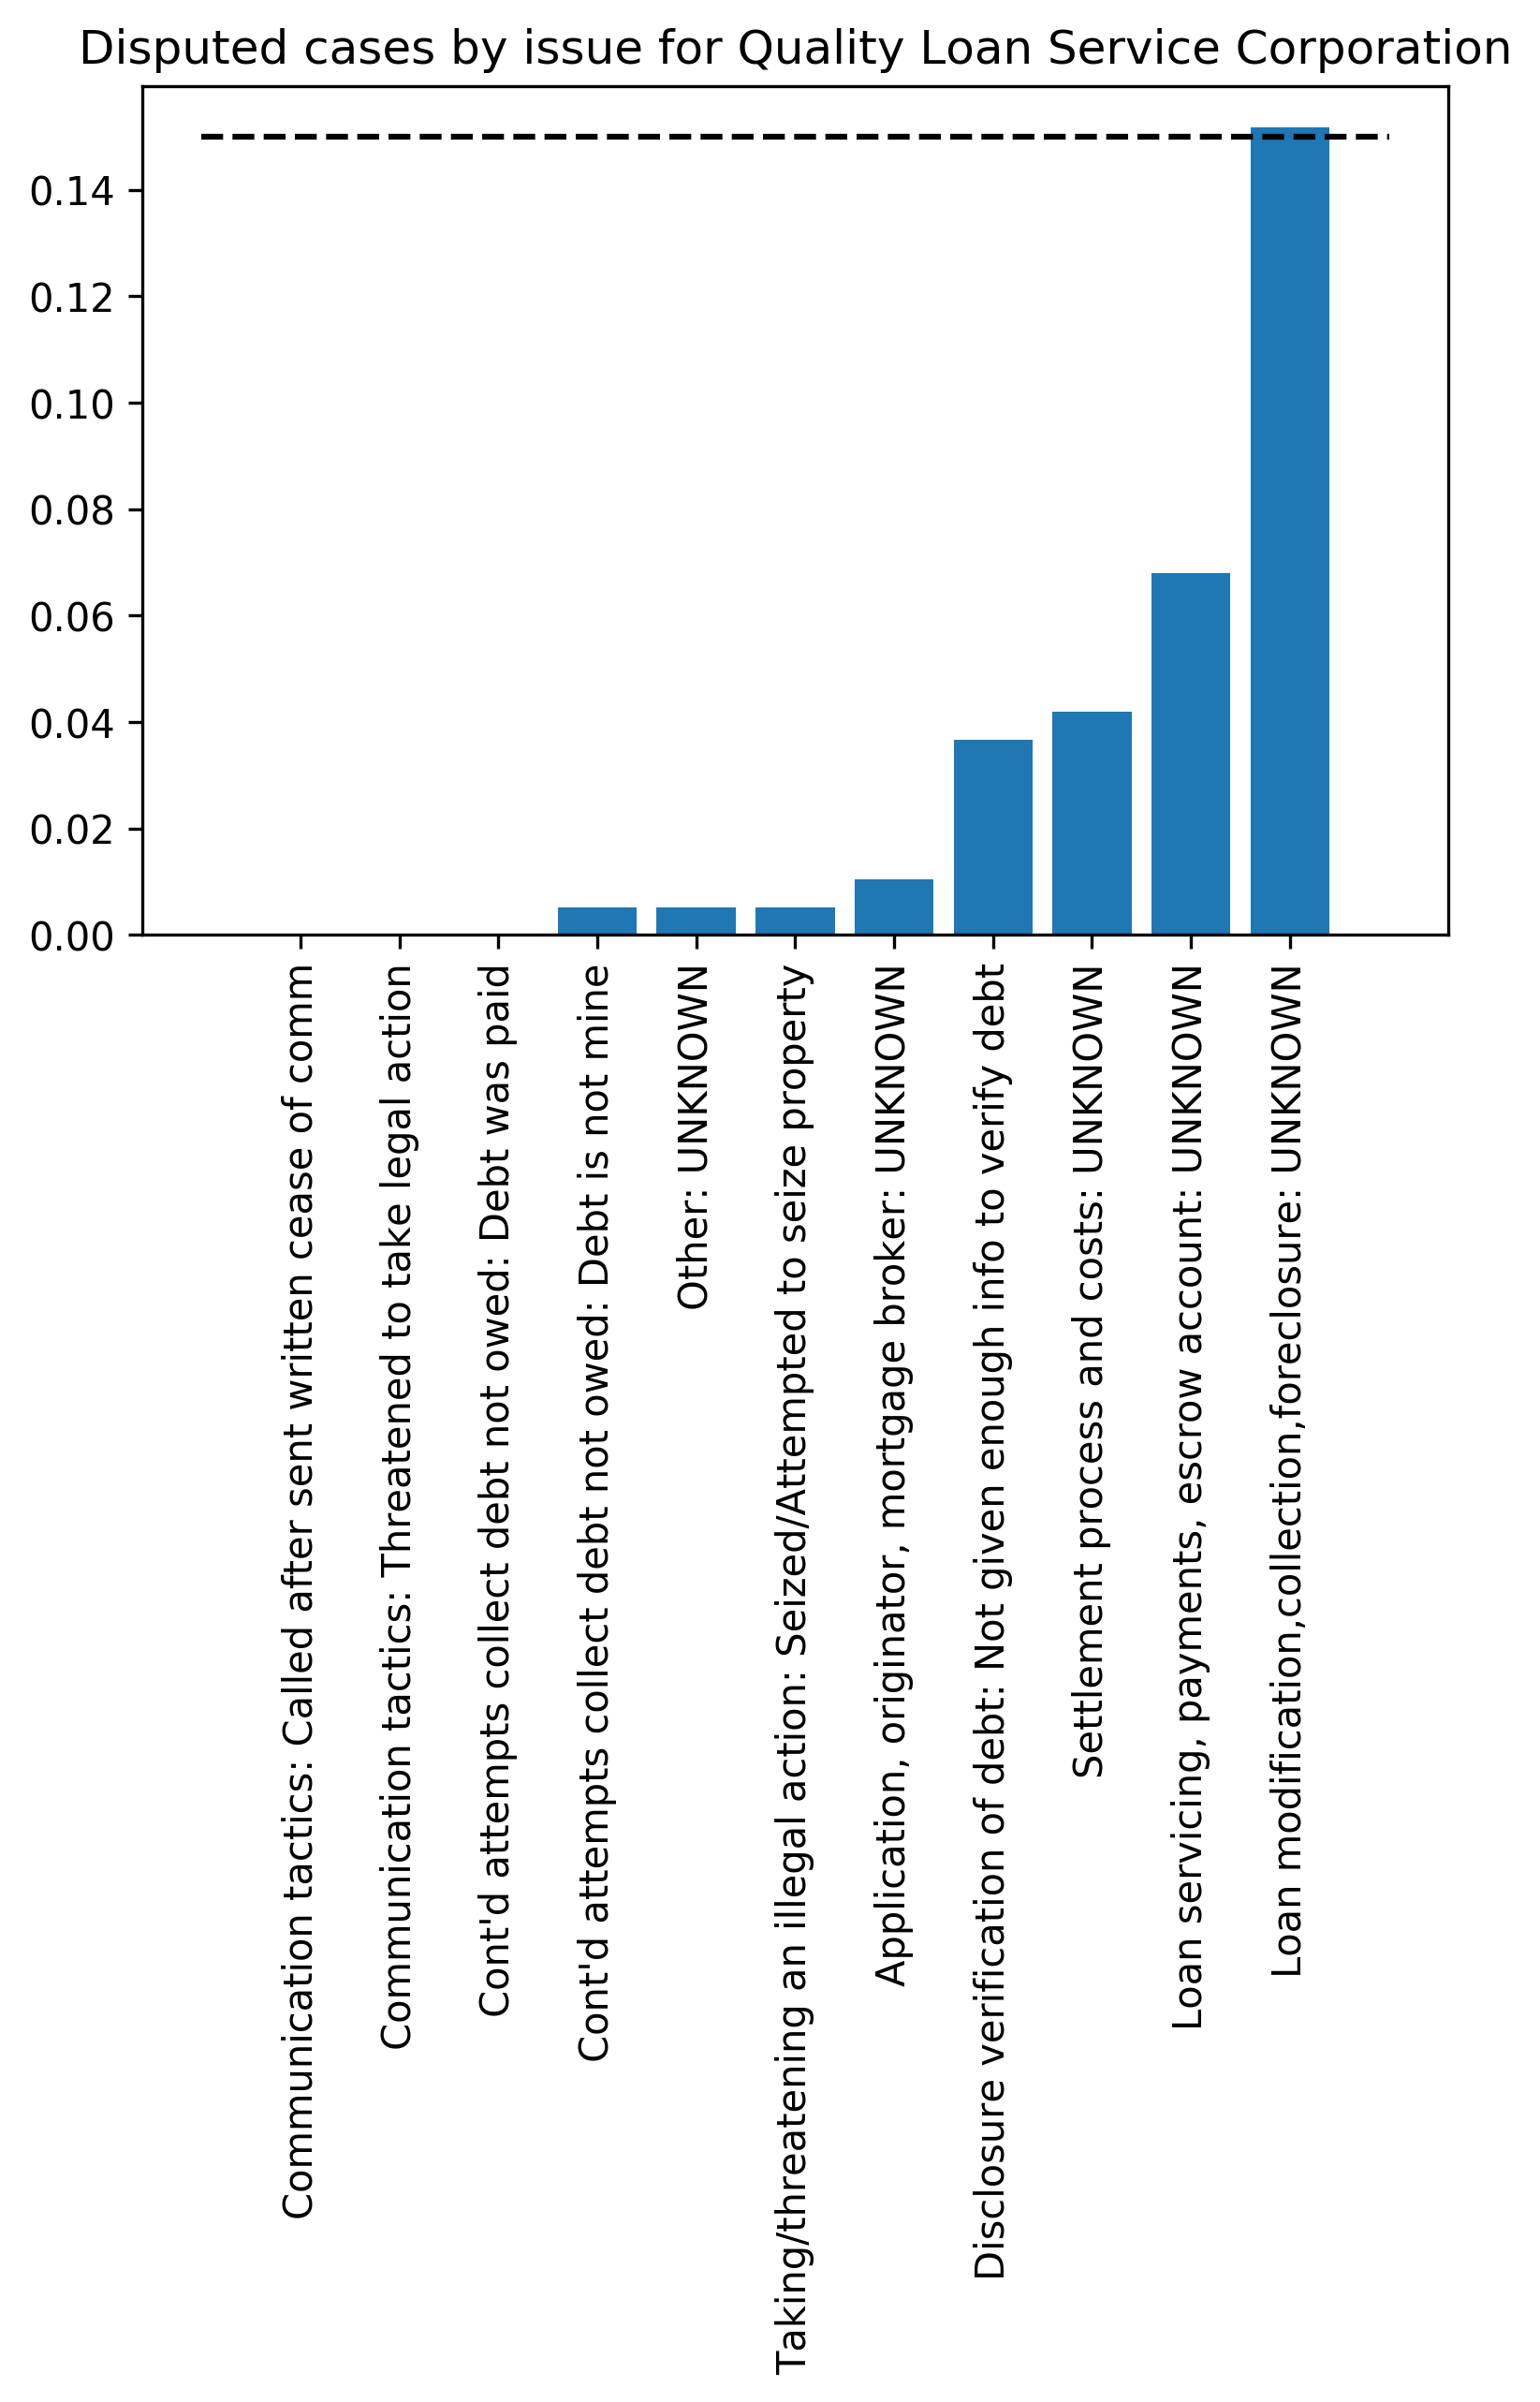 Disputed cases by issue for Quality Loan Service Corporation
0.14
0.12
0.10
0.08
0.06
0.04
0.02
0.00
Communication tactics: Called after sent written cease of comm
Communication tactics: Threatened to take legal action
Cont'd attempts collect debt not owed: Debt was paid
Cont'd attempts collect debt not owed: Debt is not mine
Other: UNKNOWN
Taking/threatening an illegal action: Seized/Attempted to seize property
Application, originator, mortgage broker: UNKNOWN
Disclosure verification of debt: Not given enough info to verify debt
Settlement process and costs: UNKNOWN
Loan servicing, payments, escrow account: UNKNOWN
Loan modification,collection,foreclosure: UNKNOWN